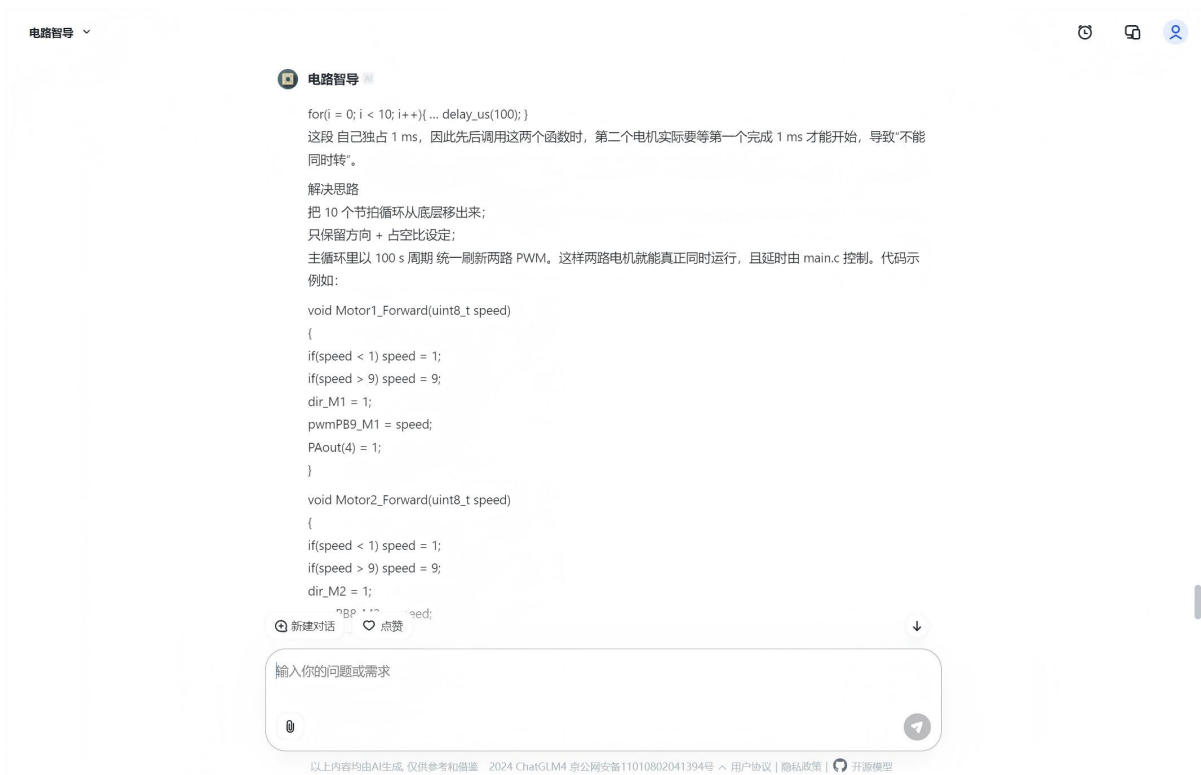 电路智导
电路智导 AI
for(i = 0; i < 10; i++){ ... delay_us(100); }
这段 自己独占 1 ms，因此先后调用这两个函数时，第二个电机实际要等第一个完成 1 ms 才能开始，导致“不能
同时转”。
解决思路
把 10 个节拍循环从底层移出来；
只保留方向 + 占空比设定；
主循环里以 100 s 周期 统一刷新两路 PWM。这样两路电机就能真正同时运行，且延时由 main.c 控制。代码示
例如：
void Motor1_Forward(uint8_t speed)
{
if(speed < 1) speed = 1;
if(speed > 9) speed = 9;
dir_M1 = 1;
pwmPB9_M1 = speed;
PAout(4) = 1;
}
void Motor2_Forward(uint8_t speed)
{
if(speed < 1) speed = 1;
if(speed > 9) speed = 9;
dir_M2 = 1;
新建对话 点赞
输入你的问题或需求
以上内容均由AI生成, 仅供参考和借鉴 2024 ChatGLM4 京公网安备11010802041394号 用户协议 | 隐私政策 | 开源模型